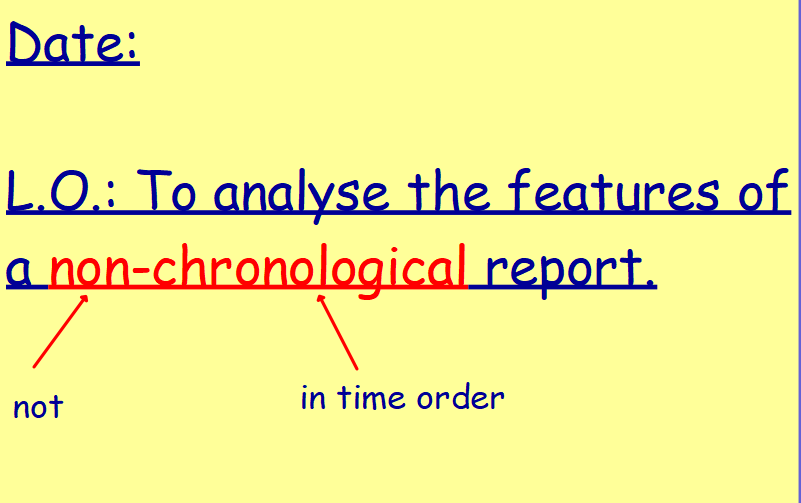 Date:
L.O.: To analyse the features of
a non-chronological report.
not
in time order